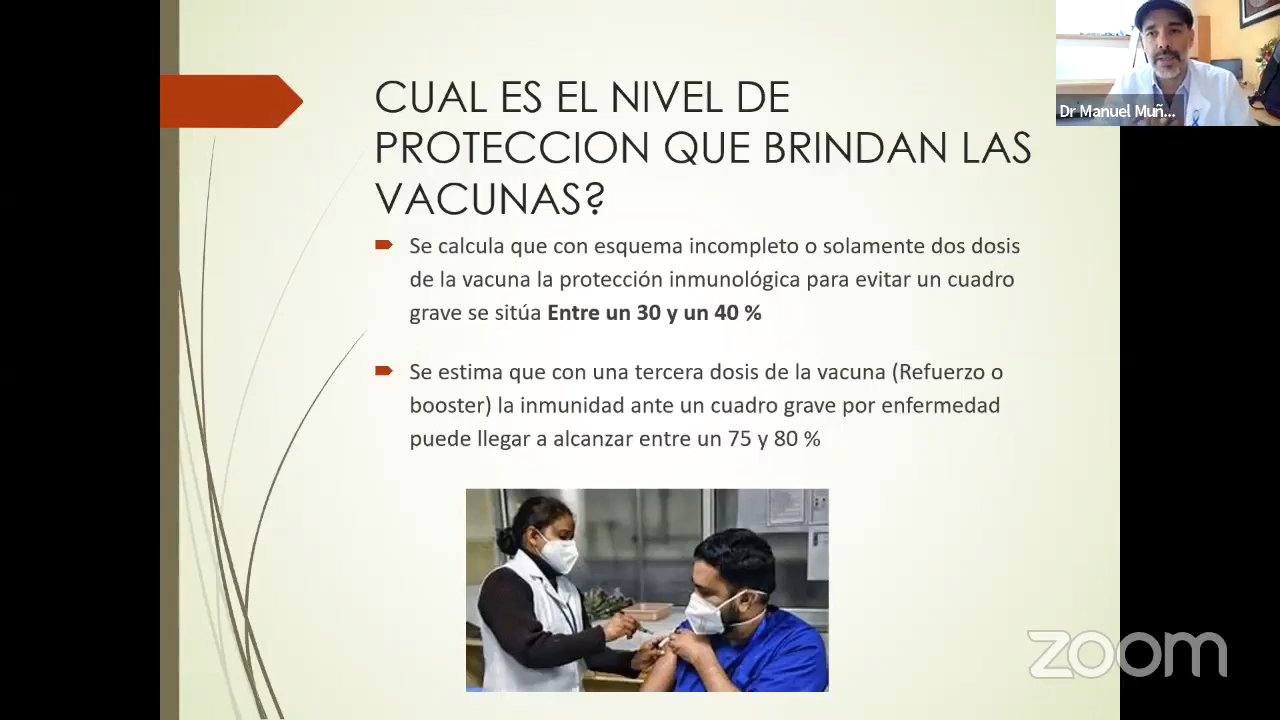 CUAL ES EL NIVEL DE
PROTECCION QUE BRINDAN LAS
VACUNAS?
Se calcula que con esquema incompleto o solamente dos dosis
de la vacuna la protección inmunológica para evitar un cuadro
grave se sitúa Entre un 30 y un 40 %
Se estima que con una tercera dosis de la vacuna (Refuerzo o
booster) la inmunidad ante un cuadro grave por enfermedad
puede llegar a alcanzar entre un 75 y 80 %
Dr Manuel Muñ...
zoom